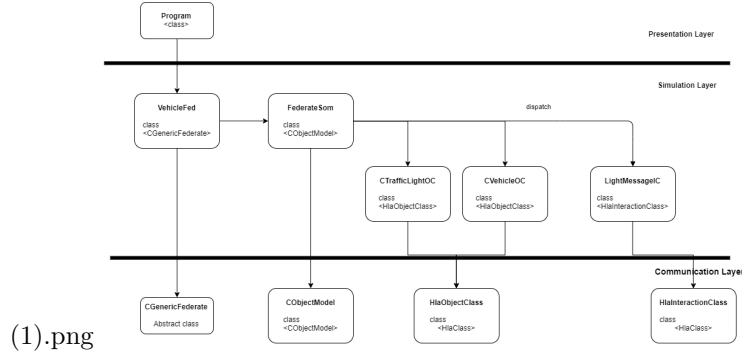 Program
<class>
Presentation Layer
Simulation Layer
VehicleFed
class
<CGenericFederate>
FederateSom
class
<CObjectModel>
dispatch
CTrafficLightOC
class
<HlaObjectClass>
CVehicleOC
class
<HlaObjectClass>
LightMessageIC
class
<HlaInteractionClass>
Communication Layer
CGenericFederate
Abstract class
CObjectModel
class
<CObjectModel>
HlaObjectClass
class
<HlaClass>
HlaInteractionClass
class
<HlaClass>
(1).png